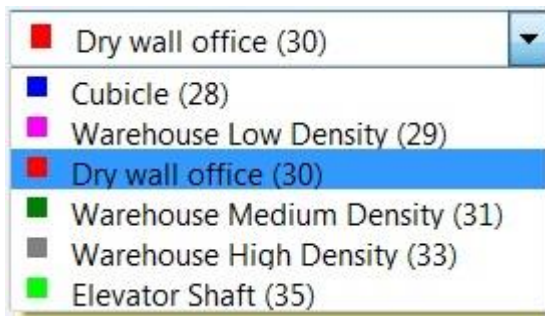 Dry wall office (30)
Cubicle (28)
Warehouse Low Density (29)
Dry wall office (30)
Warehouse Medium Density (31)
Warehouse High Density (33)
Elevator Shaft (35)